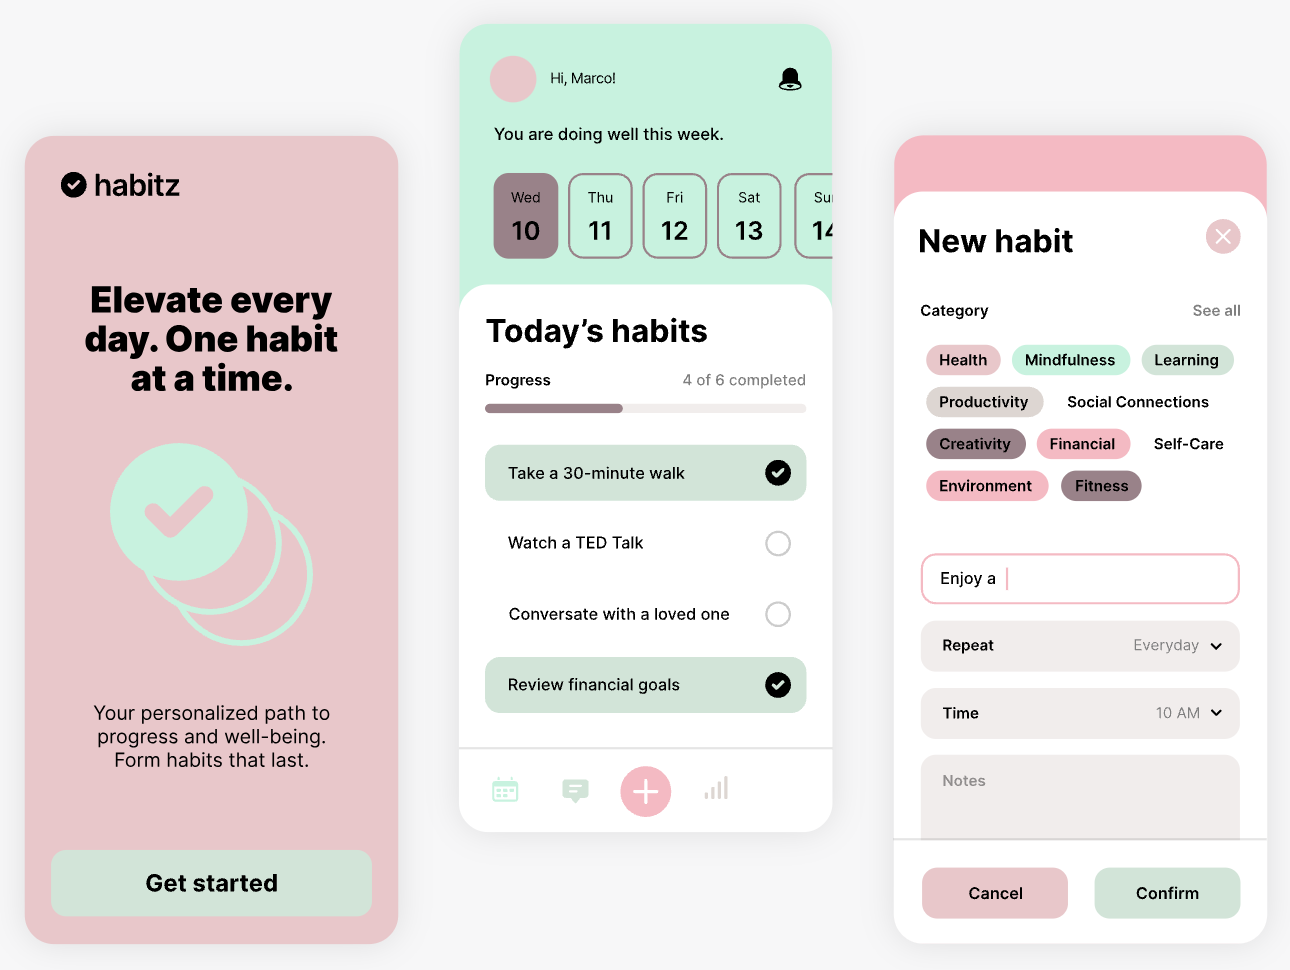 habitz
Elevate every
day. One habit
at a time.
Your personalized path to
progress and well-being.
Form habits that last.
Get started
Hi, Marco!
You are doing well this week.
Wed Thu Fri Sat Sun
10 11 12 13 14
Today’s habits
Progress 4 of 6 completed
Take a 30-minute walk
Watch a TED Talk
Conversate with a loved one
Review financial goals
New habit
Category See all
Health Mindfulness Learning
Productivity Social Connections
Creativity Financial Self-Care
Environment Fitness
Enjoy a
Repeat Everyday
Time 10 AM
Notes
Cancel Confirm